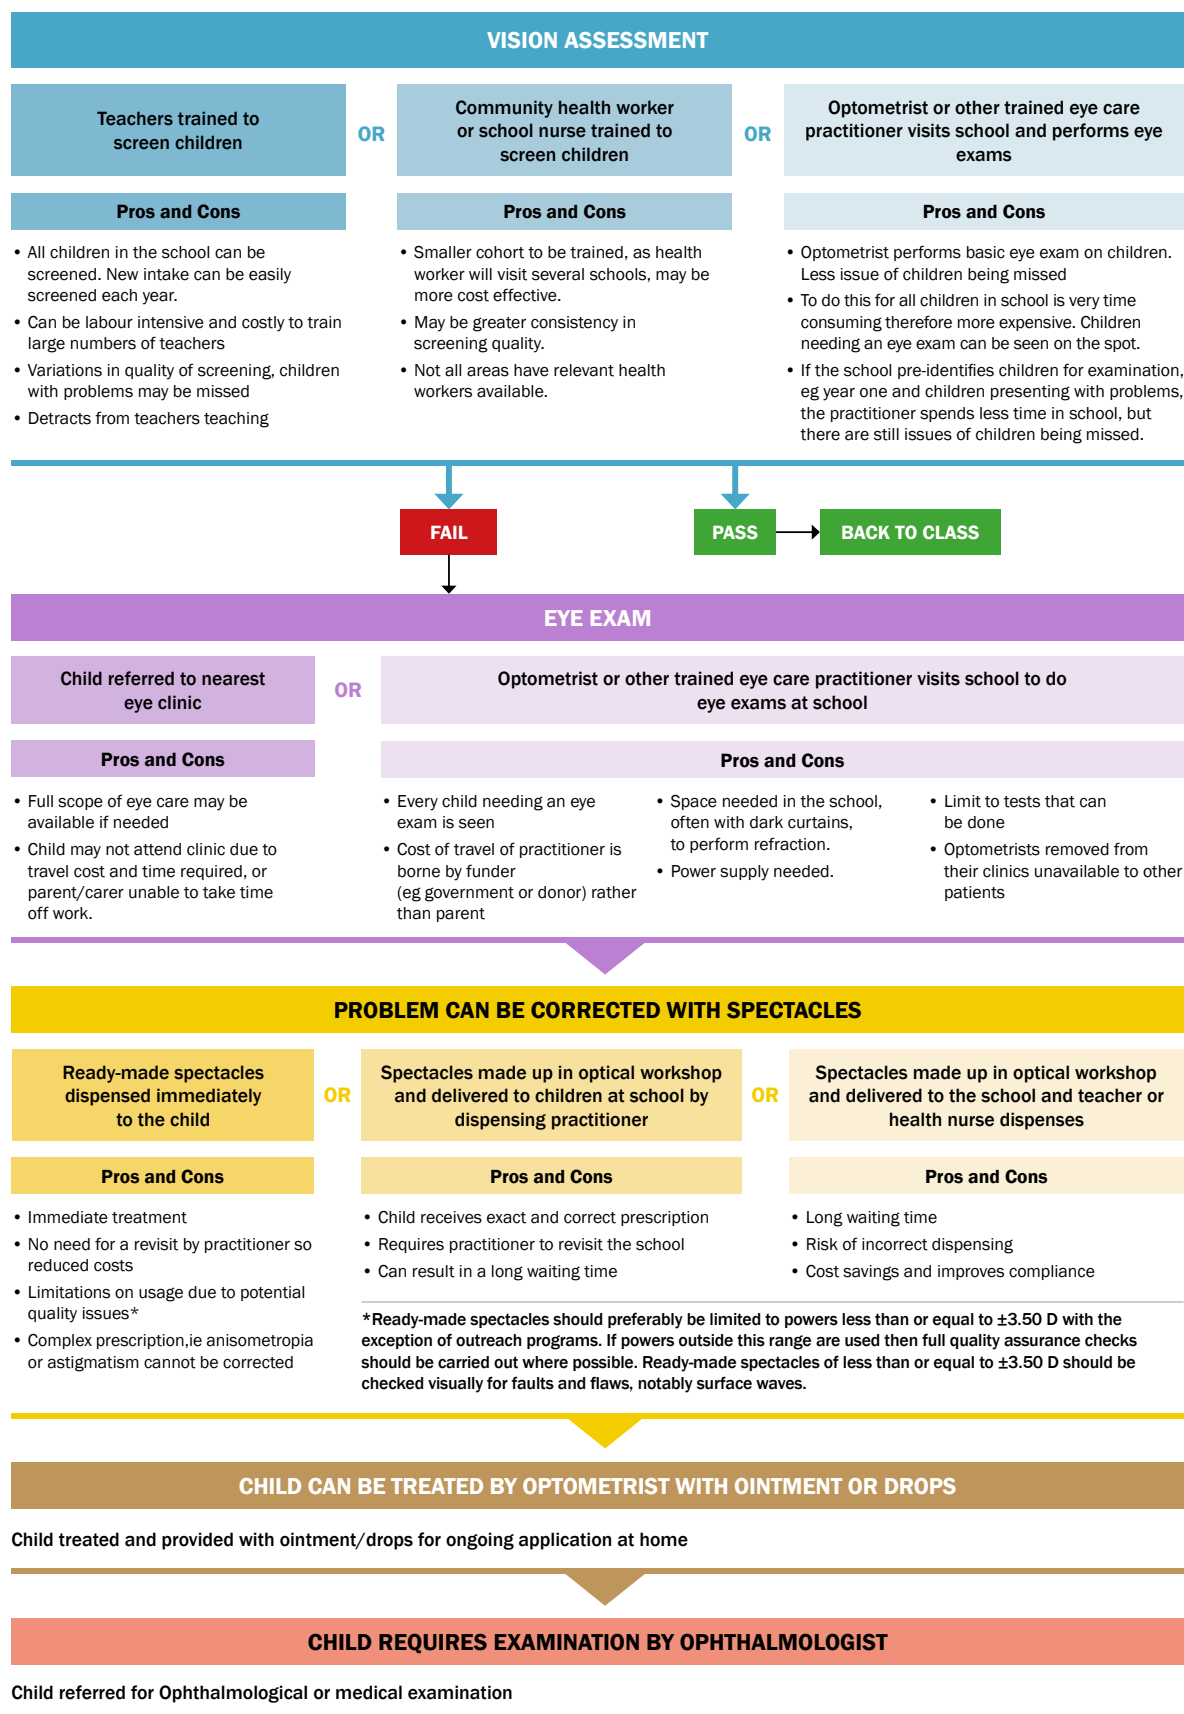 VISION ASSESSMENT
Teachers trained to
screen children
OR
Community health worker
or school nurse trained to
screen children
OR
Optometrist or other trained eye care
practitioner visits school and performs eye
exams
Pros and Cons
• All children in the school can be
screened. New intake can be easily
screened each year.
• Can be labour intensive and costly to train
large numbers of teachers
• Variations in quality of screening, children
with problems may be missed
• Detracts from teachers teaching
Pros and Cons
• Smaller cohort to be trained, as health
worker will visit several schools, may be
more cost effective.
• May be greater consistency in
screening quality.
• Not all areas have relevant health
workers available.
Pros and Cons
• Optometrist performs basic eye exam on children.
Less issue of children being missed
• To do this for all children in school is very time
consuming therefore more expensive. Children
needing an eye exam can be seen on the spot.
• If the school pre-identifies children for examination,
eg year one and children presenting with problems,
the practitioner spends less time in school, but
there are still issues of children being missed.
FAIL
PASS
BACK TO CLASS
EYE EXAM
Child referred to nearest
eye clinic
OR
Optometrist or other trained eye care practitioner visits school to do
eye exams at school
Pros and Cons
• Full scope of eye care may be
available if needed
• Child may not attend clinic due to
travel cost and time required, or
parent/carer unable to take time
off work.
Pros and Cons
• Every child needing an eye
exam is seen
• Cost of travel of practitioner is
borne by funder
(eg government or donor) rather
than parent
• Space needed in the school,
often with dark curtains,
to perform refraction.
• Power supply needed.
• Limit to tests that can
be done
• Optometrists removed from
their clinics unavailable to other
patients
PROBLEM CAN BE CORRECTED WITH SPECTACLES
Ready-made spectacles
dispensed immediately
to the child
OR
Spectacles made up in optical workshop
and delivered to children at school by
dispensing practitioner
OR
Spectacles made up in optical workshop
and delivered to the school and teacher or
health nurse dispenses
Pros and Cons
• Immediate treatment
• No need for a revisit by practitioner so
reduced costs
• Limitations on usage due to potential
quality issues*
• Complex prescription,ie anisometropia
or astigmatism cannot be corrected
Pros and Cons
• Child receives exact and correct prescription
• Requires practitioner to revisit the school
• Can result in a long waiting time
Pros and Cons
• Long waiting time
• Risk of incorrect dispensing
• Cost savings and improves compliance
*Ready-made spectacles should preferably be limited to powers less than or equal to ±3.50 D with the
exception of outreach programs. If powers outside this range are used then full quality assurance checks
should be carried out where possible. Ready-made spectacles of less than or equal to ±3.50 D should be
checked visually for faults and flaws, notably surface waves.
CHILD CAN BE TREATED BY OPTOMETRIST WITH OINTMENT OR DROPS
Child treated and provided with ointment/drops for ongoing application at home
CHILD REQUIRES EXAMINATION BY OPHTHALMOLOGIST
Child referred for Ophthalmological or medical examination